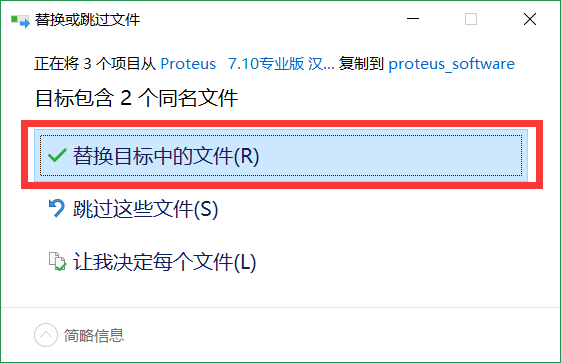 替换或跳过文件
正在将 3 个项目从 Proteus 7.10专业版 汉... 复制到 proteus_software
目标包含 2 个同名文件
替换目标中的文件(R)
跳过这些文件(S)
让我决定每个文件(L)
简略信息